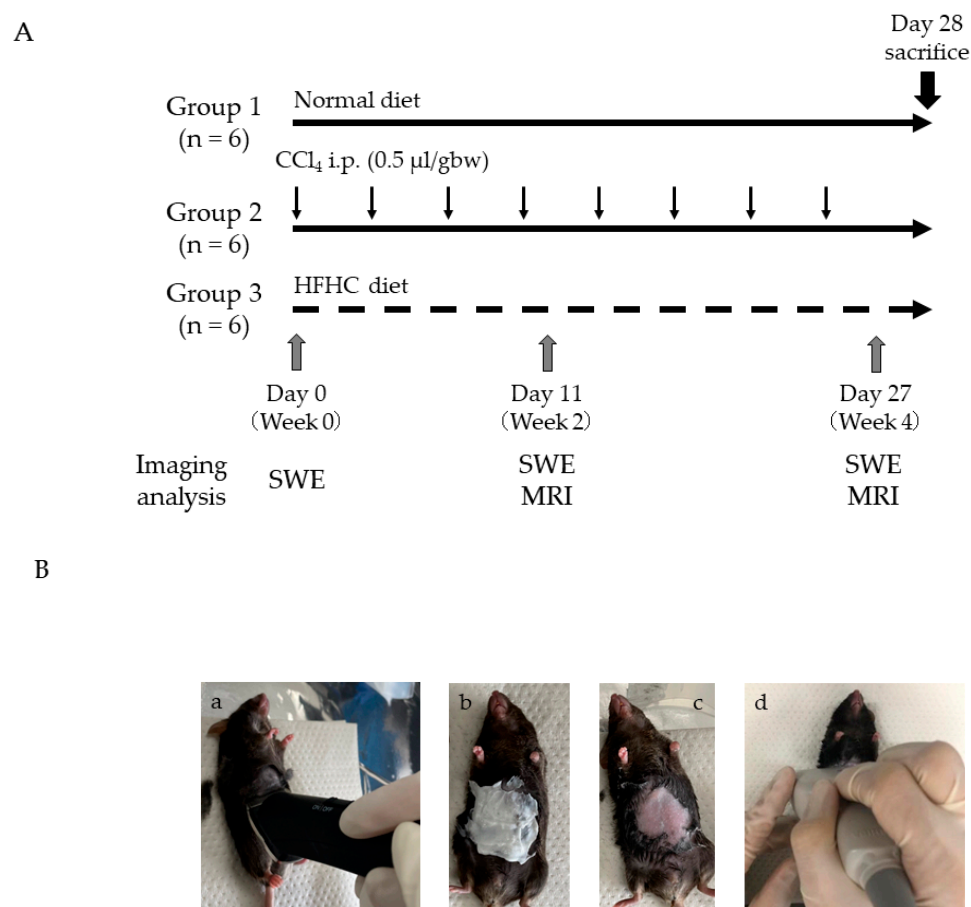 A
Day 28
sacrifice
Group 1
(n = 6)
Normal diet
CCl₄ i.p. (0.5 µl/gbw)
Group 2
(n = 6)
Group 3
(n = 6)
HFHC diet
Day 0
(Week 0)
Day 11
(Week 2)
Day 27
(Week 4)
Imaging
analysis
SWE
SWE
MRI
SWE
MRI
B
a
b
c
d
ON/OFF